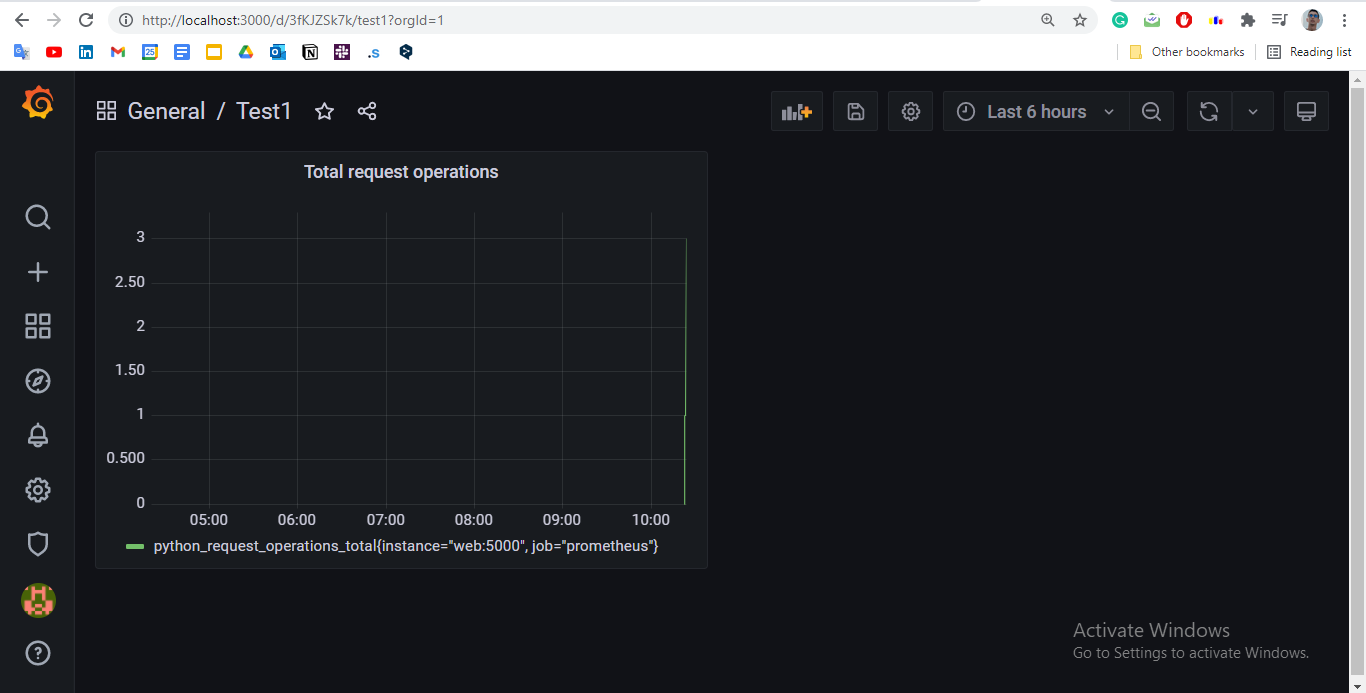 http://localhost:3000/d/3fKJZSk7k/test1?orgId=1
25
.s
Other bookmarks
Reading list
General / Test1
Last 6 hours
Total request operations
3
2.50
2
1.50
1
0.500
0
05:00 06:00 07:00 08:00 09:00 10:00
python_request_operations_total{instance="web:5000", job="prometheus"}
Activate Windows
Go to Settings to activate Windows.